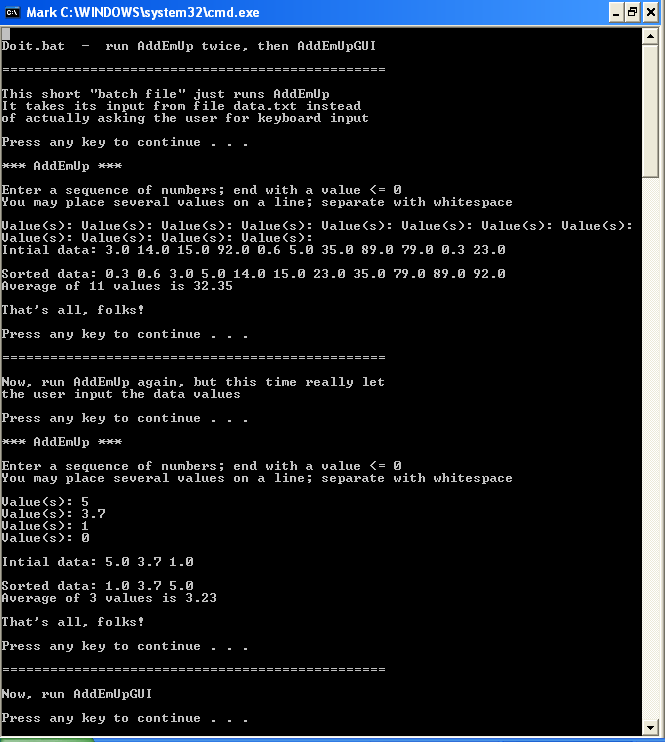 Mark C:\WINDOWS\system32\cmd.exe
Doit.bat  -  run AddEmUp twice, then AddEmUpGUI
================================================
This short "batch file" just runs AddEmUp
It takes its input from file data.txt instead
of actually asking the user for keyboard input
Press any key to continue . . .
*** AddEmUp ***
Enter a sequence of numbers; end with a value <= 0
You may place several values on a line; separate with whitespace
Value(s): Value(s): Value(s): Value(s): Value(s): Value(s): Value(s): Value(s):
Value(s): Value(s): Value(s): Value(s):
Intial data: 3.0 14.0 15.0 92.0 0.6 5.0 35.0 89.0 79.0 0.3 23.0
Sorted data: 0.3 0.6 3.0 5.0 14.0 15.0 23.0 35.0 79.0 89.0 92.0
Average of 11 values is 32.35
That's all, folks!
Press any key to continue . . .
================================================
Now, run AddEmUp again, but this time really let
the user input the data values
Press any key to continue . . .
*** AddEmUp ***
Enter a sequence of numbers; end with a value <= 0
You may place several values on a line; separate with whitespace
Value(s): 5
Value(s): 3.7
Value(s): 1
Value(s): 0
Intial data: 5.0 3.7 1.0
Sorted data: 1.0 3.7 5.0
Average of 3 values is 3.23
That's all, folks!
Press any key to continue . . .
================================================
Now, run AddEmUpGUI
Press any key to continue . . .